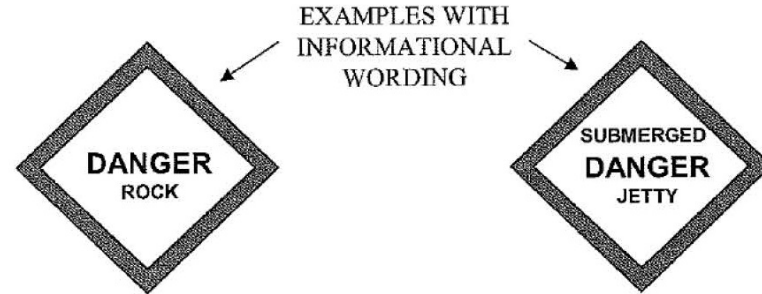 EXAMPLES WITH
INFORMATIONAL
WORDING
DANGER
ROCK
SUBMERGED
DANGER
JETTY